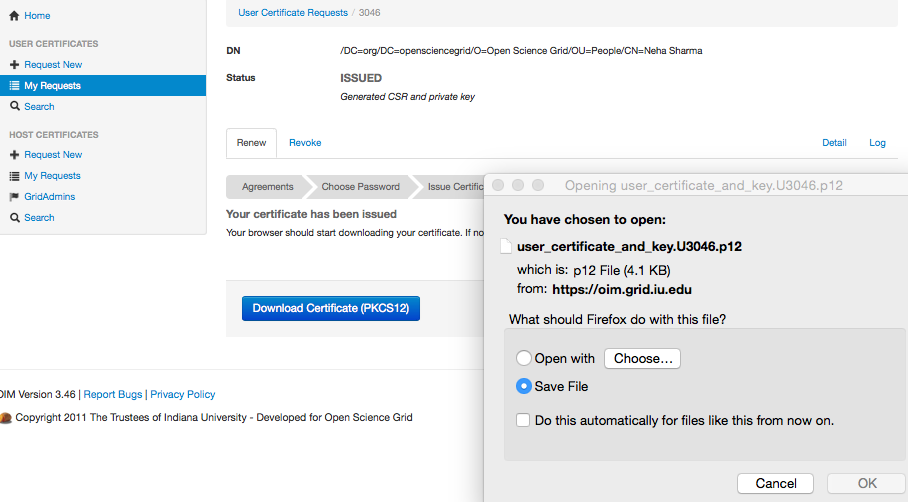 Home
USER CERTIFICATES
Request New
My Requests
Search
HOST CERTIFICATES
Request New
My Requests
GridAdmins
Search
User Certificate Requests / 3046
DN /DC=org/DC=opensciencegrid/O=Open Science Grid/OU=People/CN=Neha Sharma
Status ISSUED
Generated CSR and private key
Renew Revoke Detail Log
Agreements Choose Password Issue Certific
Your certificate has been issued
Your browser should start downloading your certificate. If no
Download Certificate (PKCS12)
OIM Version 3.46 | Report Bugs | Privacy Policy
Copyright 2011 The Trustees of Indiana University - Developed for Open Science Grid
Opening user_certificate_and_key.U3046.p12
You have chosen to open:
user_certificate_and_key.U3046.p12
which is: p12 File (4.1 KB)
from: https://oim.grid.iu.edu
What should Firefox do with this file?
Open with Choose...
Save File
Do this automatically for files like this from now on.
Cancel OK